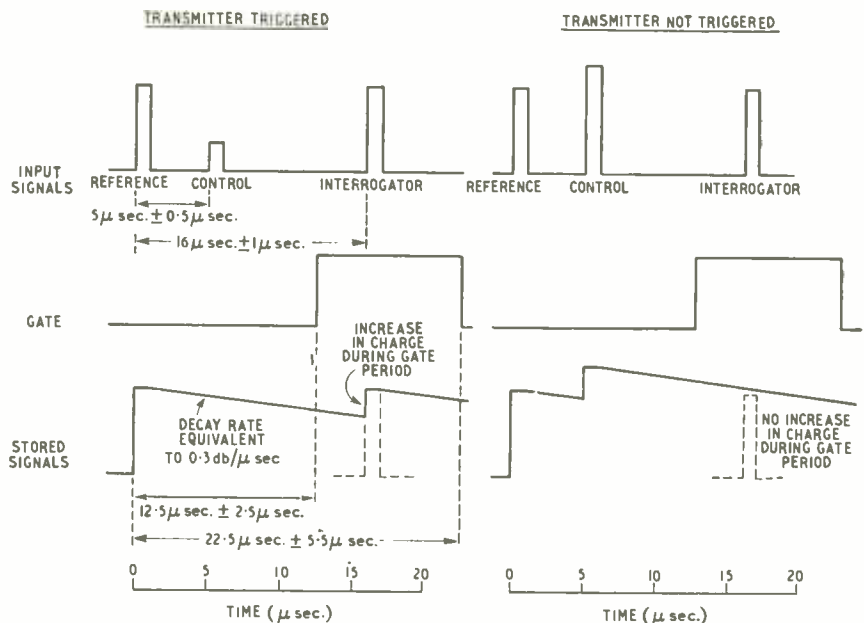 TRANSMITTER TRIGGERED
TRANSMITTER NOT TRIGGERED
INPUT
SIGNALS
REFERENCE
CONTROL
INTERROGATOR
REFERENCE
CONTROL
INTERROGATOR
5μ sec. ± 0·5μ sec.
16μ sec. ± 1μ sec.
GATE
INCREASE
IN CHARGE
DURING GATE
PERIOD
STORED
SIGNALS
DECAY RATE
EQUIVALENT
TO 0·3 db/μ sec
NO INCREASE
IN CHARGE
DURING GATE
PERIOD
12·5μ sec. ± 2·5μ sec.
22·5μ sec. ± 5·5μ sec.
0 5 10 15 20
TIME (μ sec.)
0 5 10 15 20
TIME (μ sec.)